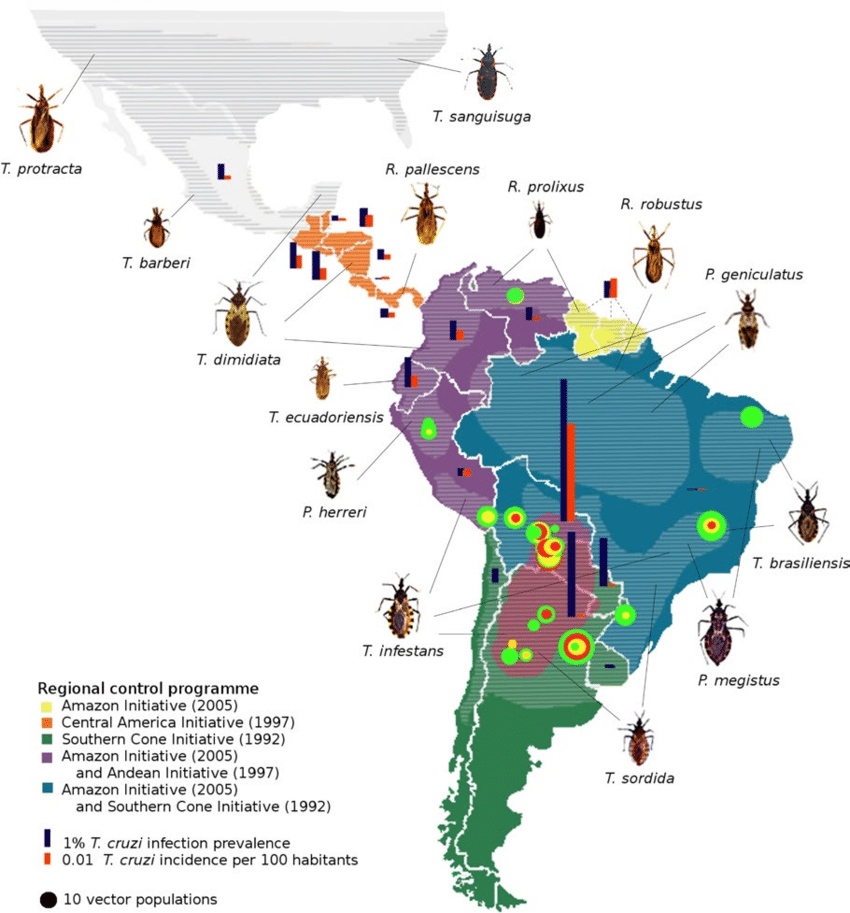 T. sanguisuga
T. protracta
R. pallescens
R. prolixus
R. robustus
T. barberi
P. geniculatus
T. dimidiata
T. ecuadoriensis
P. herreri
T. brasiliensis
T. infestans
P. megistus
T. sordida
Regional control programme
Amazon Initiative (2005)
Central America Initiative (1997)
Southern Cone Initiative (1992)
Amazon Initiative (2005)
and Andean Initiative (1997)
Amazon Initiative (2005)
and Southern Cone Initiative (1992)
1% T. cruzi infection prevalence
0.01 T. cruzi incidence per 100 habitants
10 vector populations